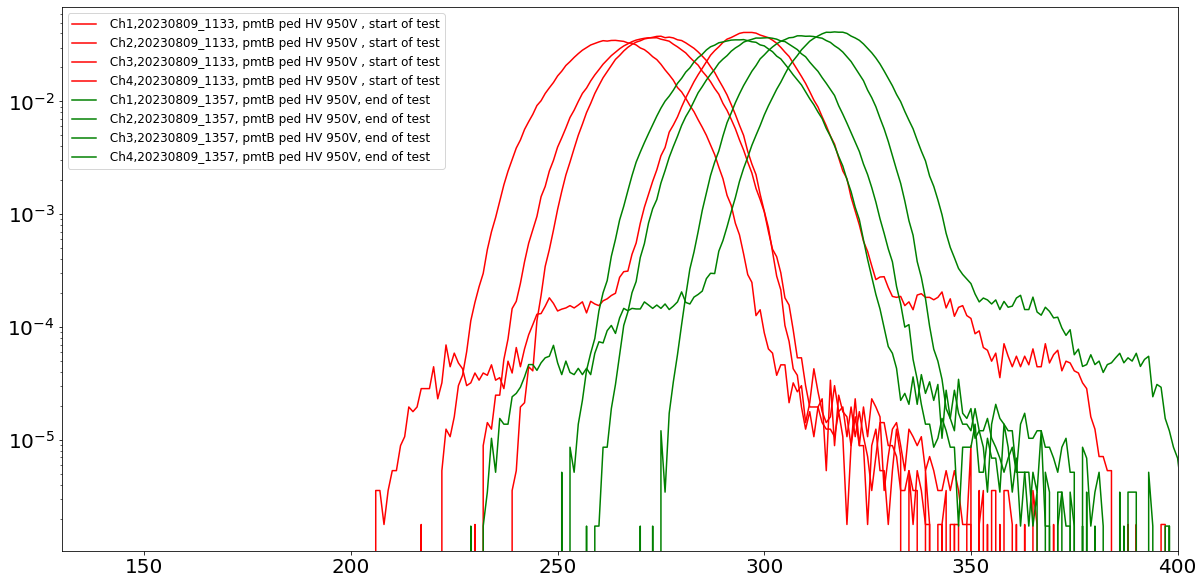 Ch1,20230809_1133, pmtB ped HV 950V , start of test
Ch2,20230809_1133, pmtB ped HV 950V , start of test
Ch3,20230809_1133, pmtB ped HV 950V , start of test
Ch4,20230809_1133, pmtB ped HV 950V , start of test
Ch1,20230809_1357, pmtB ped HV 950V, end of test
Ch2,20230809_1357, pmtB ped HV 950V, end of test
Ch3,20230809_1357, pmtB ped HV 950V, end of test
Ch4,20230809_1357, pmtB ped HV 950V, end of test
10⁻²
10⁻³
10⁻⁴
10⁻⁵
150 200 250 300 350 400